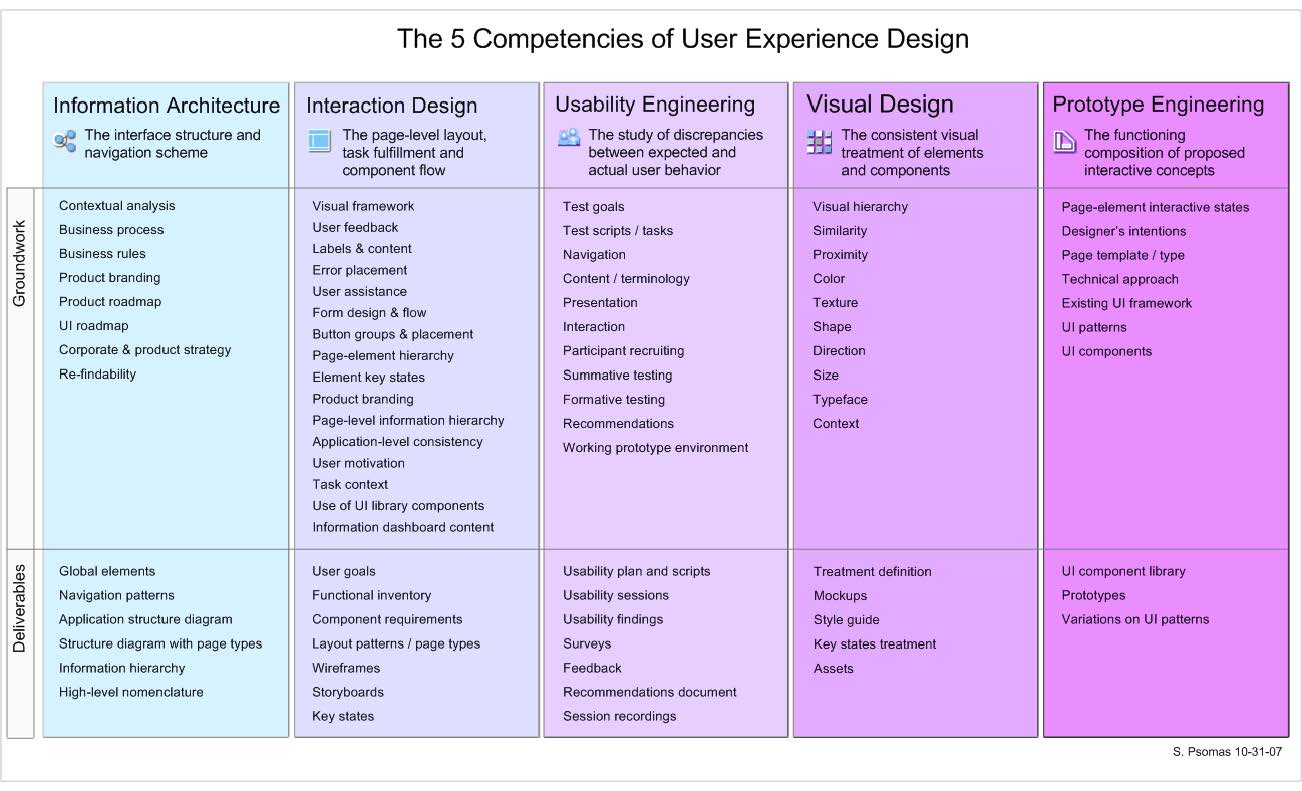 The 5 Competencies of User Experience Design
Information Architecture
The interface structure and
navigation scheme
Interaction Design
The page-level layout,
task fulfillment and
component flow
Usability Engineering
The study of discrepancies
between expected and
actual user behavior
Visual Design
The consistent visual
treatment of elements
and components
Prototype Engineering
The functioning
composition of proposed
interactive concepts
Groundwork
Contextual analysis
Business process
Business rules
Product branding
Product roadmap
UI roadmap
Corporate & product strategy
Re-findability
Visual framework
User feedback
Labels & content
Error placement
User assistance
Form design & flow
Button groups & placement
Page-element hierarchy
Element key states
Product branding
Page-level information hierarchy
Application-level consistency
User motivation
Task context
Use of UI library components
Information dashboard content
Test goals
Test scripts / tasks
Navigation
Content / terminology
Presentation
Interaction
Participant recruiting
Summative testing
Formative testing
Recommendations
Working prototype environment
Visual hierarchy
Similarity
Proximity
Color
Texture
Shape
Direction
Size
Typeface
Context
Page-element interactive states
Designer's intentions
Page template / type
Technical approach
Existing UI framework
UI patterns
UI components
Deliverables
Global elements
Navigation patterns
Application structure diagram
Structure diagram with page types
Information hierarchy
High-level nomenclature
User goals
Functional inventory
Component requirements
Layout patterns / page types
Wireframes
Storyboards
Key states
Usability plan and scripts
Usability sessions
Usability findings
Surveys
Feedback
Recommendations document
Session recordings
Treatment definition
Mockups
Style guide
Key states treatment
Assets
UI component library
Prototypes
Variations on UI patterns
S. Psomas 10-31-07